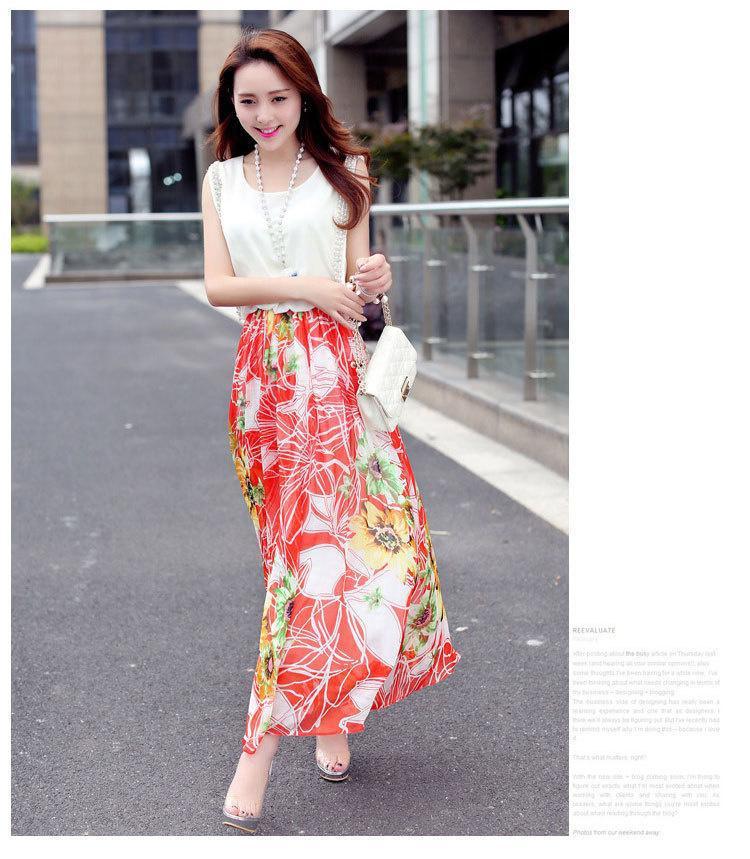 REEVALUATE
After posting about the busy article on Thursday last
week (and hearing all your similar opinions!), plus
some thoughts I've been having for a while now, I've
been thinking about what needs changing in terms of
my business + designing + blogging.
The business side of designing has really been a
learning experience and one that as designers I
think we'll always be figuring out. But I've recently had
to remind myself why I'm doing this-- because I love
it.
That's what matters, right?
With the new site + blog coming soon, I'm trying to
figure out exactly what I'm most excited about when
working with clients and sharing with you. As
readers, what are some things you're most excited
about when reading through the blog?
Photos from our weekend away.